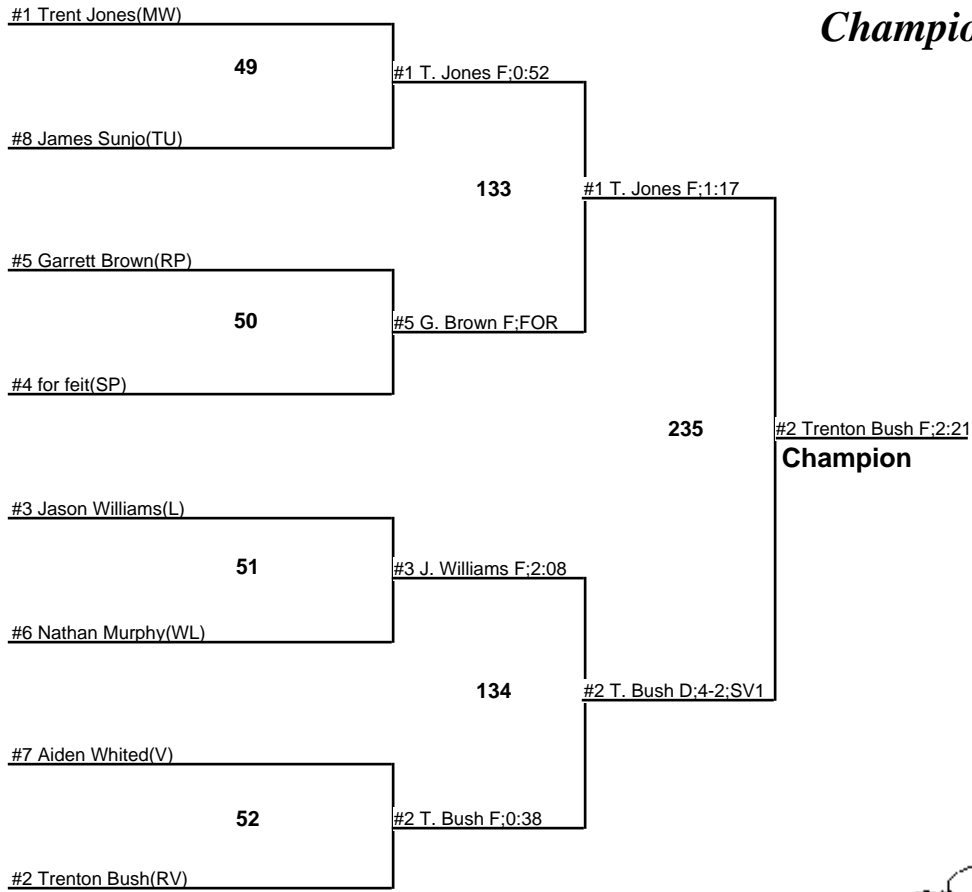 #1 Trent Jones(MW)
Champio
49
#1 T. Jones F;0:52
#8 James Sunjo(TU)
133
#1 T. Jones F;1:17
#5 Garrett Brown(RP)
50
#5 G. Brown F;FOR
#4 for feit(SP)
235
#2 Trenton Bush F;2:21
Champion
#3 Jason Williams(L)
51
#3 J. Williams F;2:08
#6 Nathan Murphy(WL)
134
#2 T. Bush D;4-2;SV1
#7 Aiden Whited(V)
52
#2 T. Bush F;0:38
#2 Trenton Bush(RV)